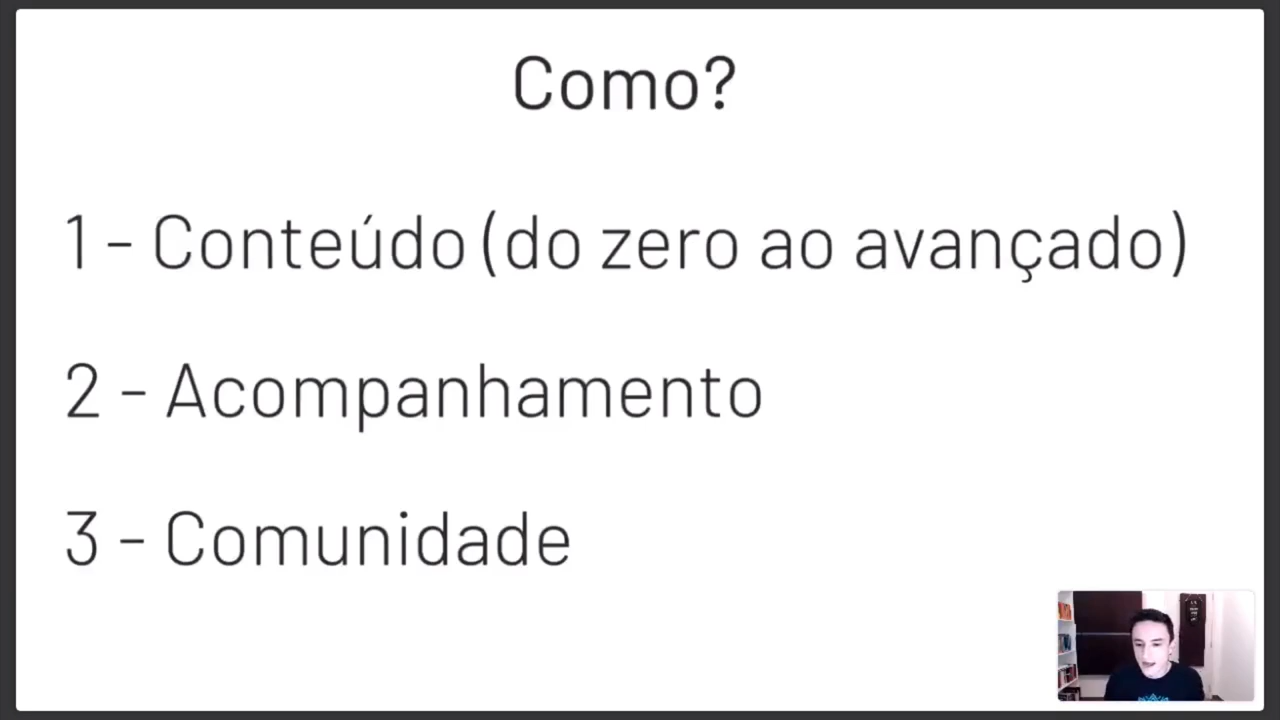 Como?
1 - Conteúdo (do zero ao avançado)
2 - Acompanhamento
3 - Comunidade